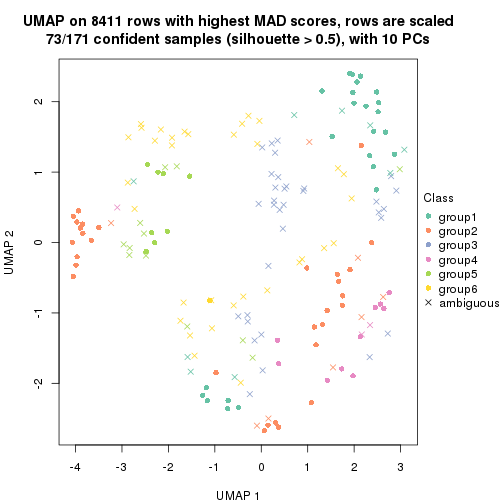 UMAP on 8411 rows with highest MAD scores, rows are scaled
73/171 confident samples (silhouette > 0.5), with 10 PCs
2
1
0
-1
-2
UMAP 2
-4
-3
-2
-1
0
1
2
3
UMAP 1
Class
group1
group2
group3
group4
group5
group6
ambiguous